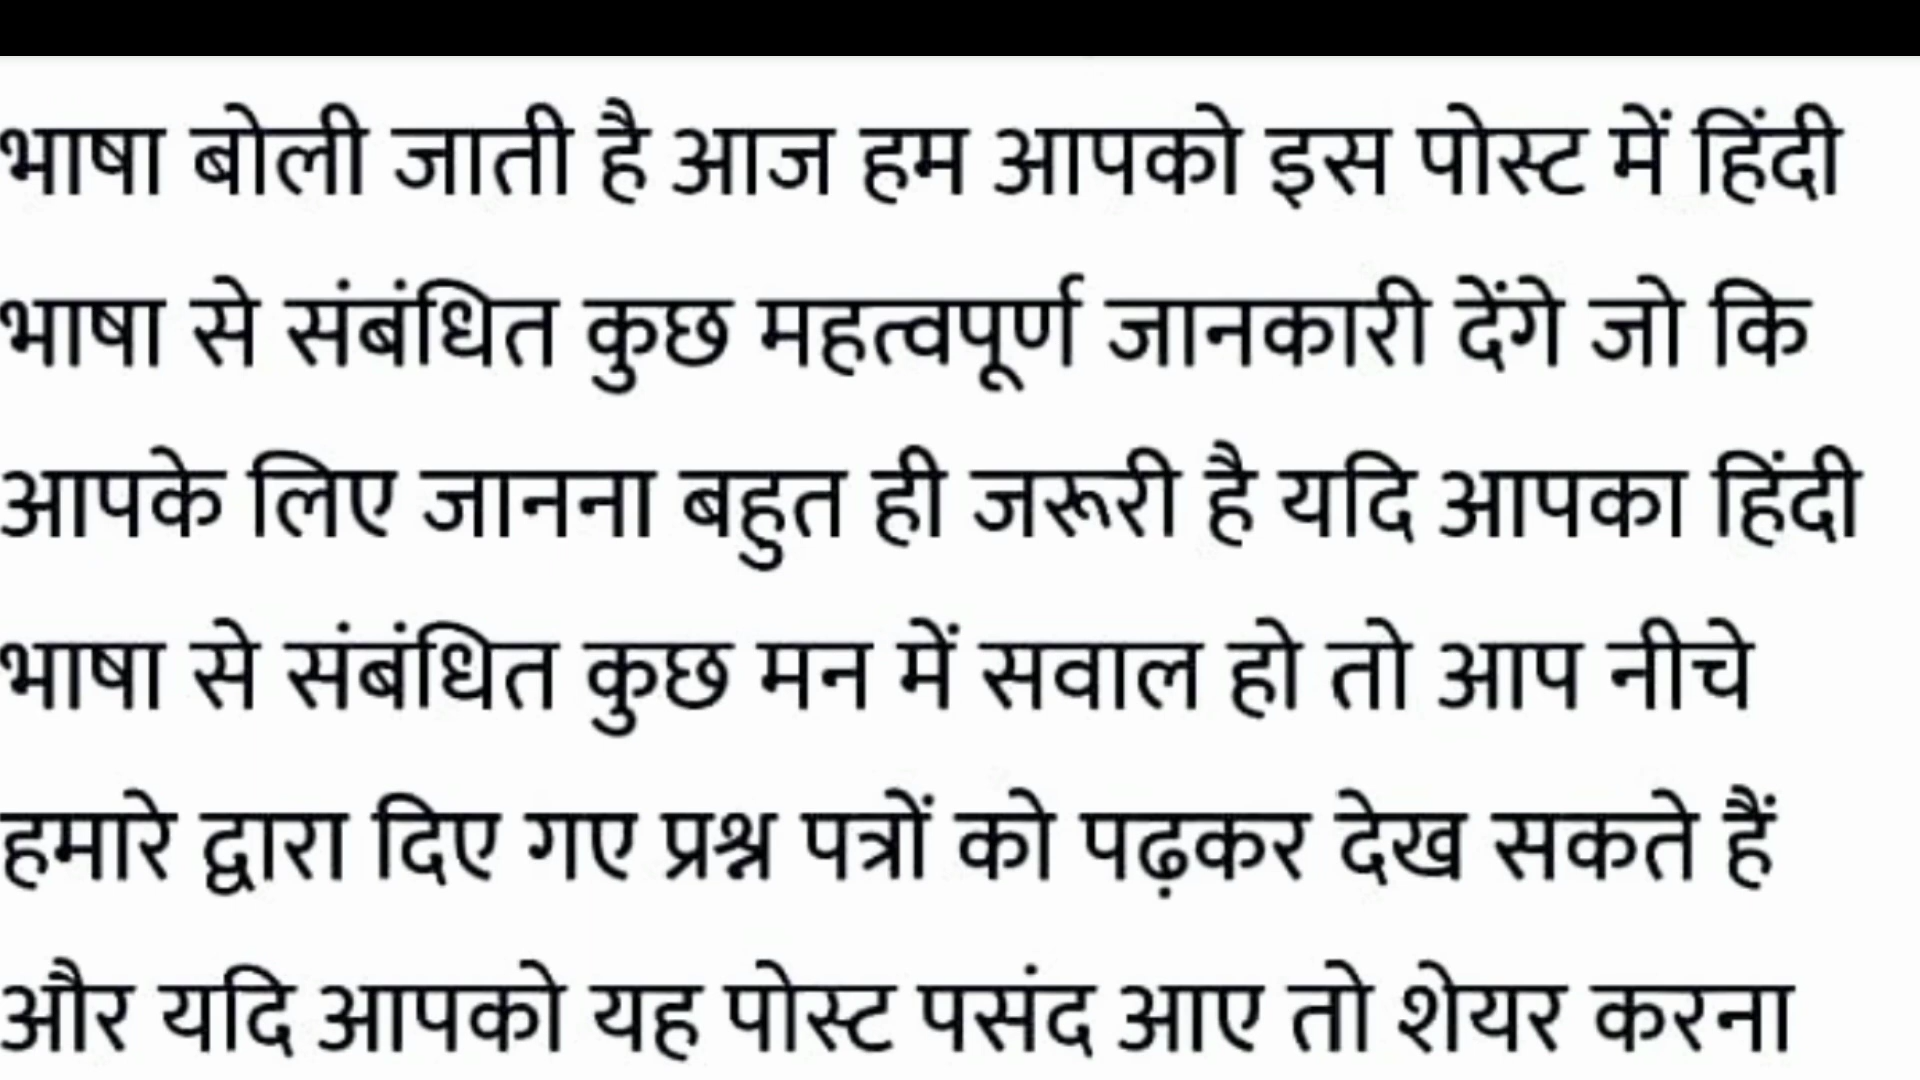 भाषा बोली जाती है आज हम आपको इस पोस्ट में हिंदी
भाषा से संबंधित कुछ महत्वपूर्ण जानकारी देंगे जो कि
आपके लिए जानना बहुत ही जरूरी है यदि आपका हिंदी
भाषा से संबंधित कुछ मन में सवाल हो तो आप नीचे
हमारे द्वारा दिए गए प्रश्न पत्रों को पढ़कर देख सकते हैं
और यदि आपको यह पोस्ट पसंद आए तो शेयर करना